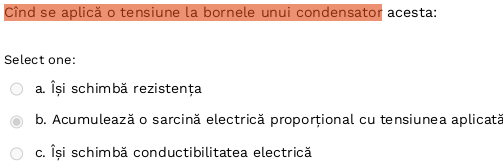 Cînd se aplică o tensiune la bornele unui condensator acesta:
Select one:
a. Își schimbă rezistența
b. Acumulează o sarcină electrică proporțional cu tensiunea aplicată
c. Își schimbă conductibilitatea electrică